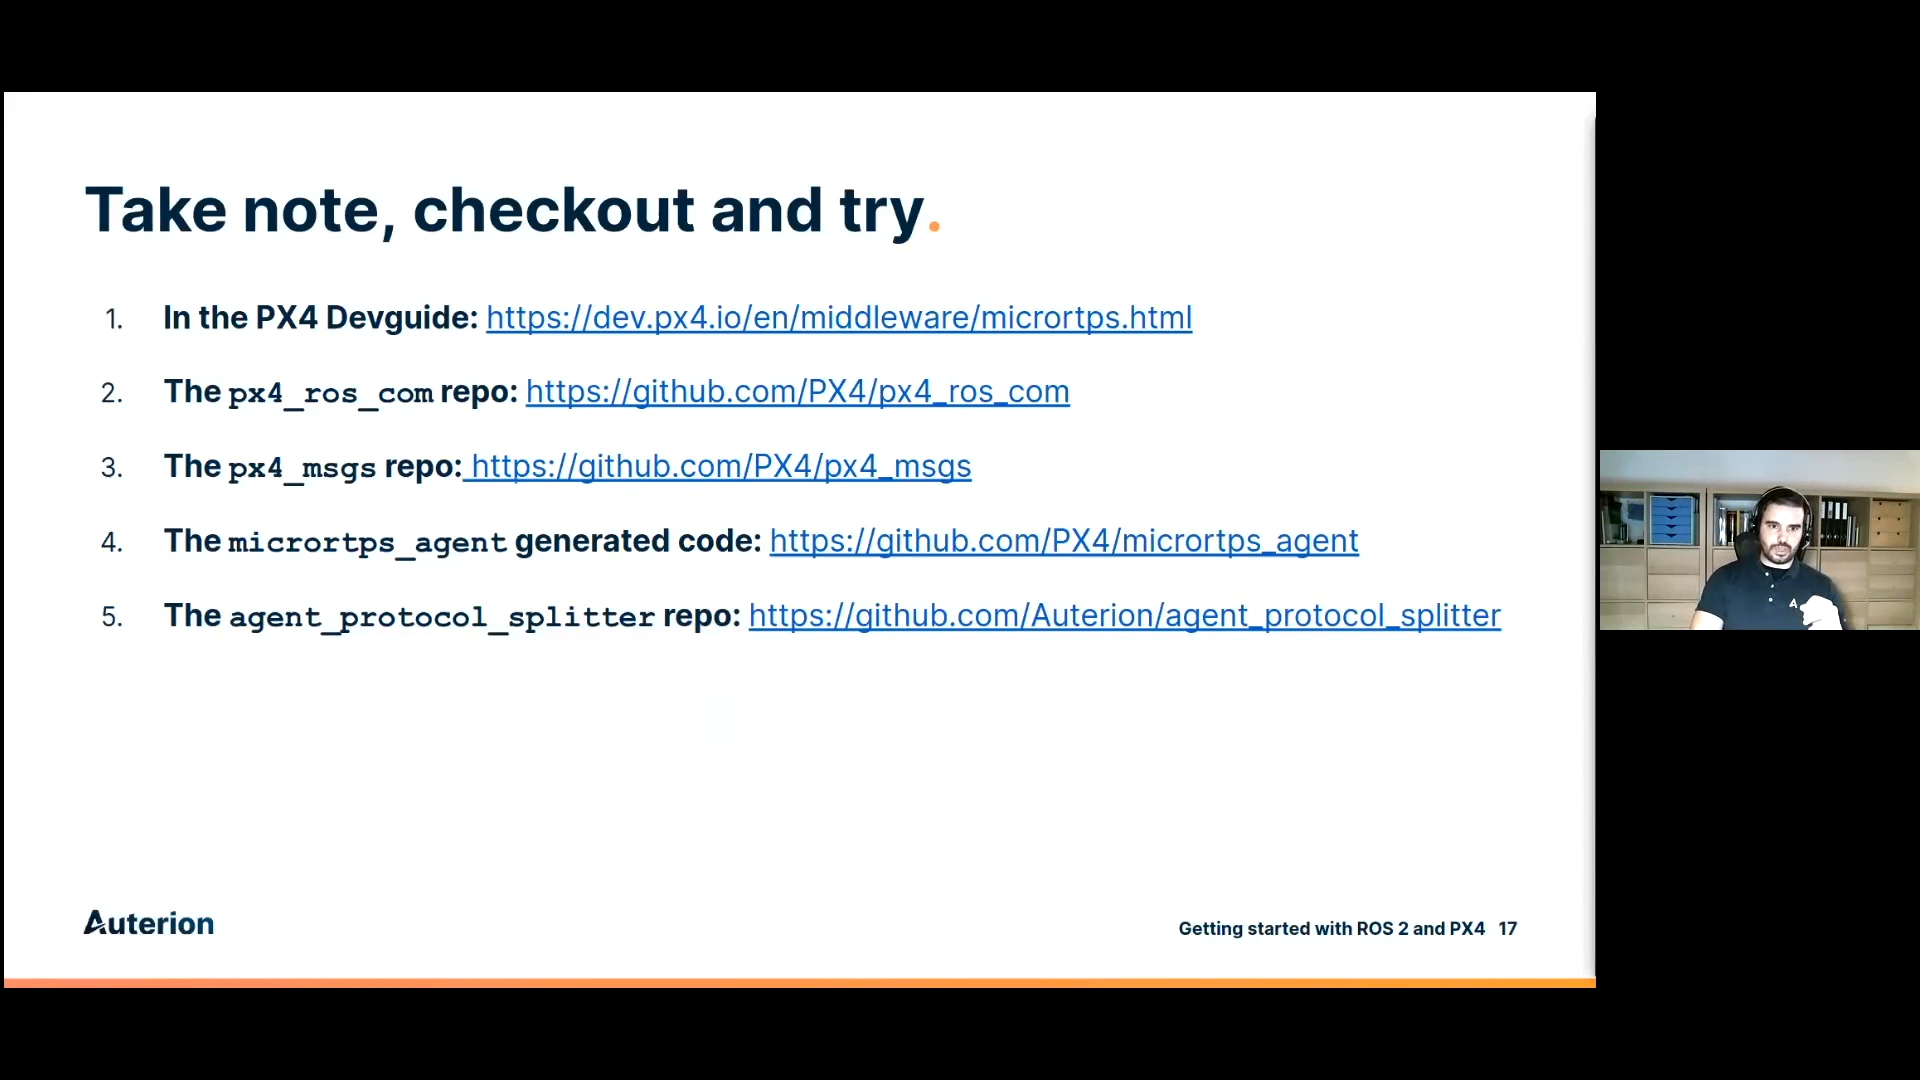 Take note, checkout and try.
1. In the PX4 Devguide: https://dev.px4.io/en/middleware/micrortps.html
2. The px4_ros_com repo: https://github.com/PX4/px4_ros_com
3. The px4_msgs repo: https://github.com/PX4/px4_msgs
4. The micrortps_agent generated code: https://github.com/PX4/micrortps_agent
5. The agent_protocol_splitter repo: https://github.com/Auterion/agent_protocol_splitter
Auterion
Getting started with ROS 2 and PX4 17